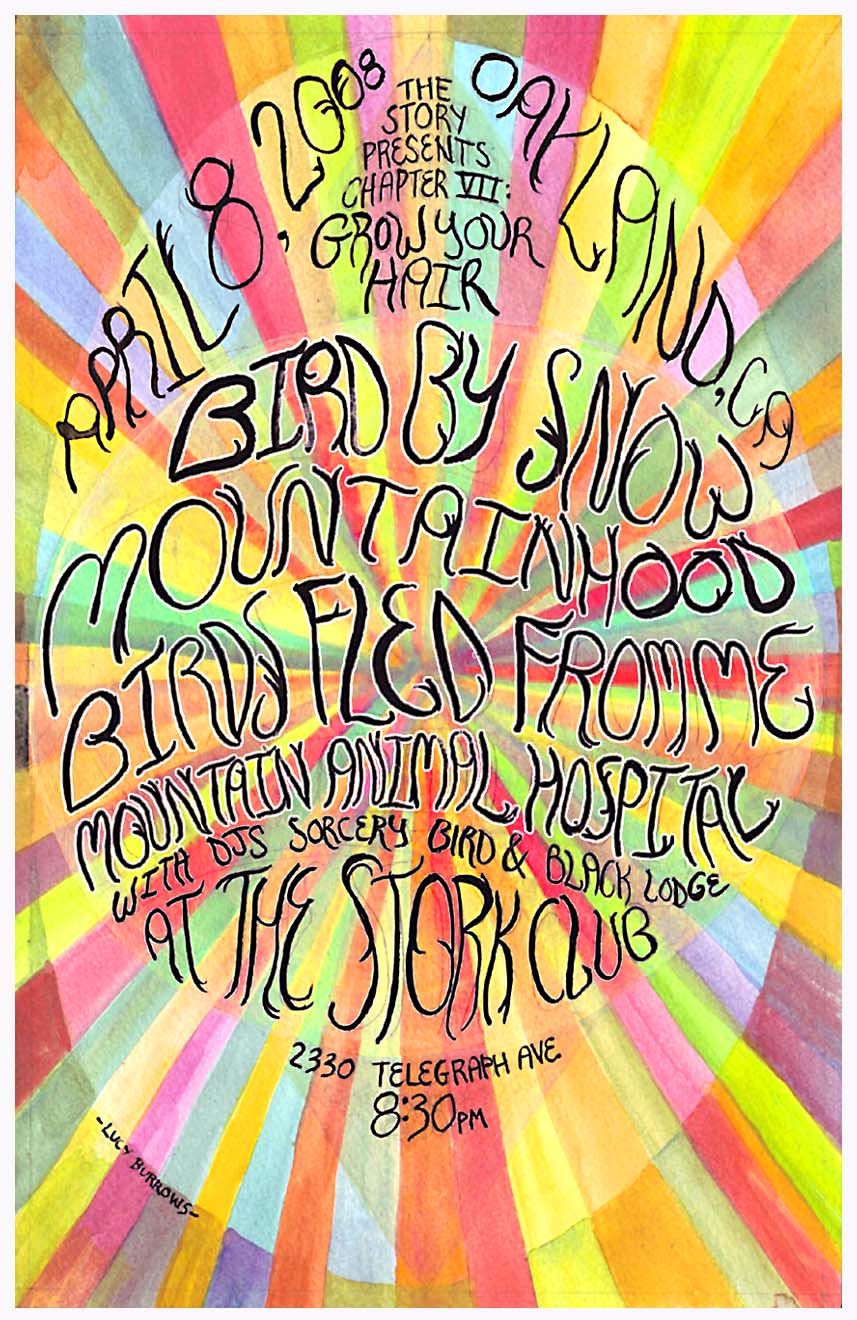 APRIL 8, 2008
OAKLAND, CA
THE
STORY
PRESENTS
CHAPTER VII:
GROW YOUR
HAIR
BIRD BY SNOW
MOUNTAINHOOD
BIRDS FLED FROM ME
MOUNTAIN ANIMAL HOSPITAL
WITH DJS SORCERY BIRD & BLACK LODGE
AT THE STORK CLUB
2330 TELEGRAPH AVE.
8:30PM
-LUCY BURROWS-